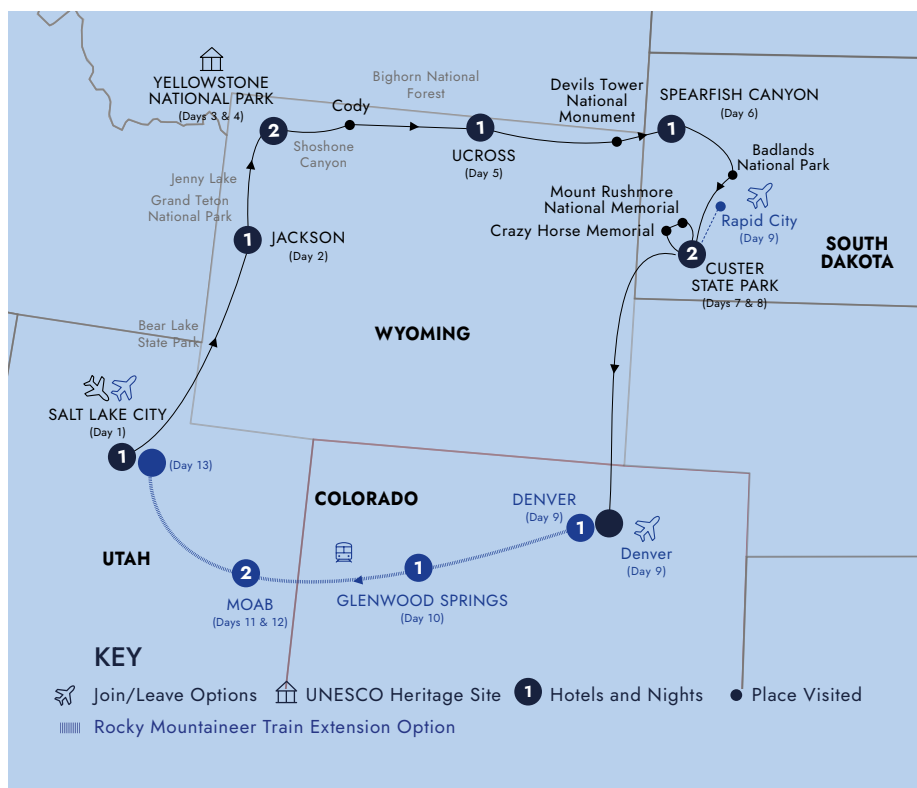 YELLOWSTONE
NATIONAL PARK
(Days 3 & 4)
2
Cody
Shoshone
Canyon
Bighorn National
Forest
1
UCROSS
(Day 5)
Devils Tower
National
Monument
SPEARFISH CANYON
(Day 6)
1
Badlands
National Park
Jenny Lake
Grand Teton
National Park
1
JACKSON
(Day 2)
Mount Rushmore
National Memorial
Crazy Horse Memorial
Rapid City
(Day 9)
2
CUSTER
STATE PARK
(Days 7 & 8)
SOUTH
DAKOTA
Bear Lake
State Park
WYOMING
SALT LAKE CITY
(Day 1)
1
(Day 13)
COLORADO
DENVER
(Day 9)
1
Denver
(Day 9)
UTAH
2
MOAB
(Days 11 & 12)
1
GLENWOOD SPRINGS
(Day 10)
KEY
Join/Leave Options
UNESCO Heritage Site
1
Hotels and Nights
Place Visited
Rocky Mountaineer Train Extension Option